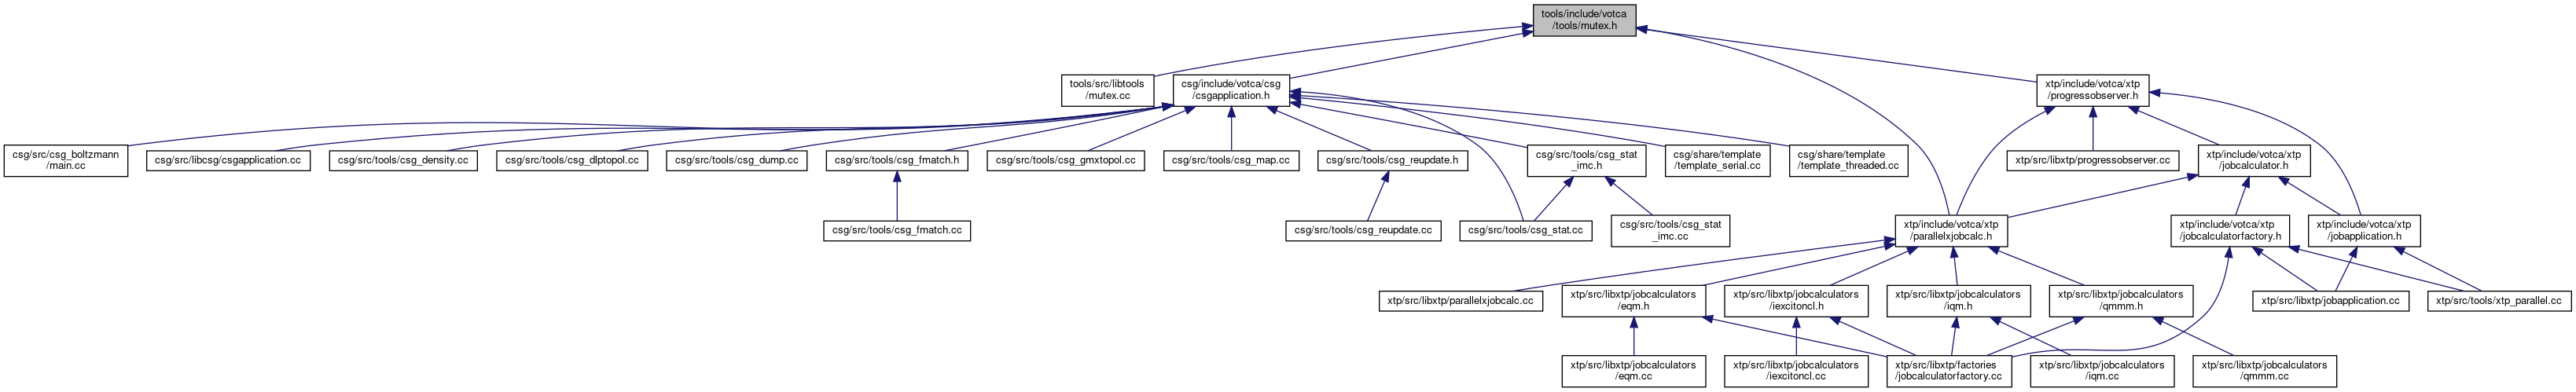 tools/include/votca
/tools/mutex.h
tools/src/libtools
/mutex.cc
csg/include/votca/csg
/csgapplication.h
xtp/include/votca/xtp
/progressobserver.h
csg/src/csg_boltzmann
/main.cc
csg/src/libcsg/csgapplication.cc
csg/src/tools/csg_density.cc
csg/src/tools/csg_dlptopol.cc
csg/src/tools/csg_dump.cc
csg/src/tools/csg_fmatch.h
csg/src/tools/csg_gmxtopol.cc
csg/src/tools/csg_map.cc
csg/src/tools/csg_reupdate.h
csg/src/tools/csg_stat
_imc.h
csg/share/template
/template_serial.cc
csg/share/template
/template_threaded.cc
xtp/src/libxtp/progressobserver.cc
xtp/include/votca/xtp
/jobcalculator.h
csg/src/tools/csg_fmatch.cc
csg/src/tools/csg_reupdate.cc
csg/src/tools/csg_stat.cc
csg/src/tools/csg_stat
_imc.cc
xtp/include/votca/xtp
/parallelxjobcalc.h
xtp/include/votca/xtp
/jobcalculatorfactory.h
xtp/include/votca/xtp
/jobapplication.h
xtp/src/libxtp/parallelxjobcalc.cc
xtp/src/libxtp/jobcalculators
/eqm.h
xtp/src/libxtp/jobcalculators
/iexcitoncl.h
xtp/src/libxtp/jobcalculators
/iqm.h
xtp/src/libxtp/jobcalculators
/qmmm.h
xtp/src/libxtp/jobapplication.cc
xtp/src/tools/xtp_parallel.cc
xtp/src/libxtp/jobcalculators
/eqm.cc
xtp/src/libxtp/jobcalculators
/iexcitoncl.cc
xtp/src/libxtp/factories
/jobcalculatorfactory.cc
xtp/src/libxtp/jobcalculators
/iqm.cc
xtp/src/libxtp/jobcalculators
/qmmm.cc